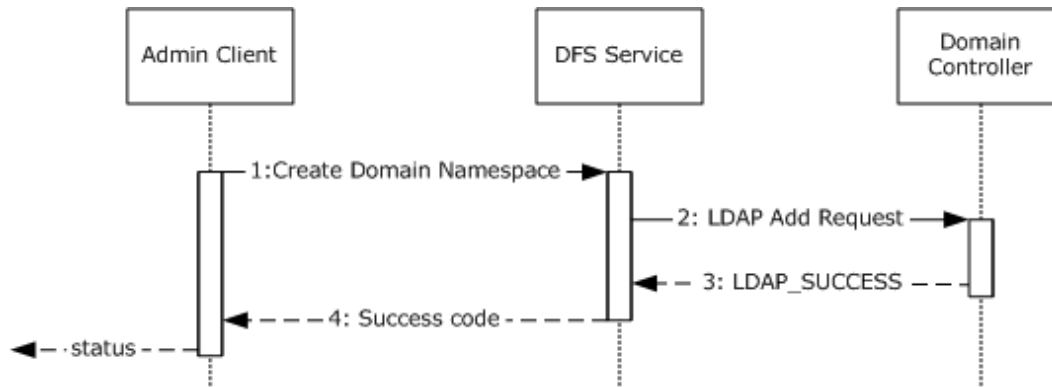 Admin Client
DFS Service
Domain
Controller
1:Create Domain Namespace
2: LDAP Add Request
3: LDAP_SUCCESS
4: Success code
status